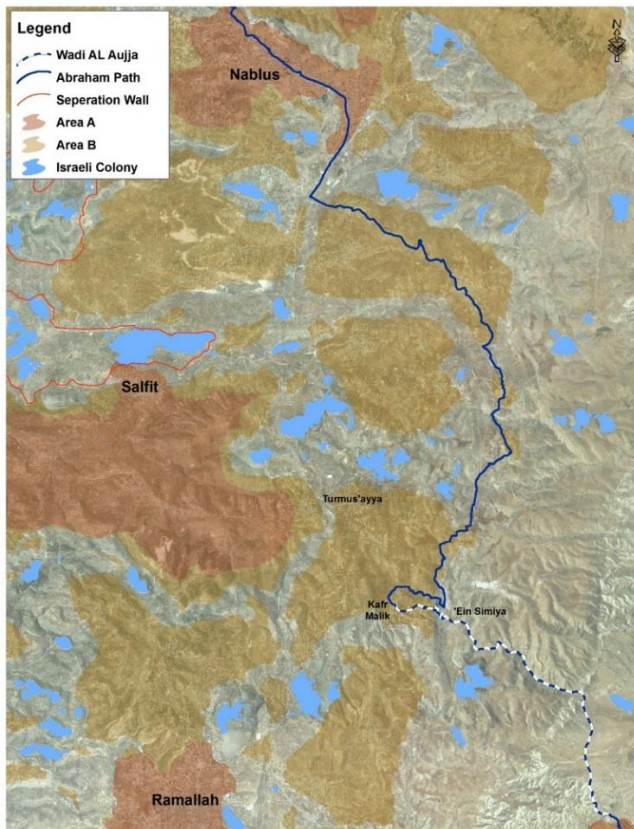 Legend
Wadi AL Aujja
Abraham Path
Seperation Wall
Area A
Area B
Israeli Colony
N
Nablus
Salfit
Turmus'ayya
Kafr
Malik
'Ein Simiya
Ramallah